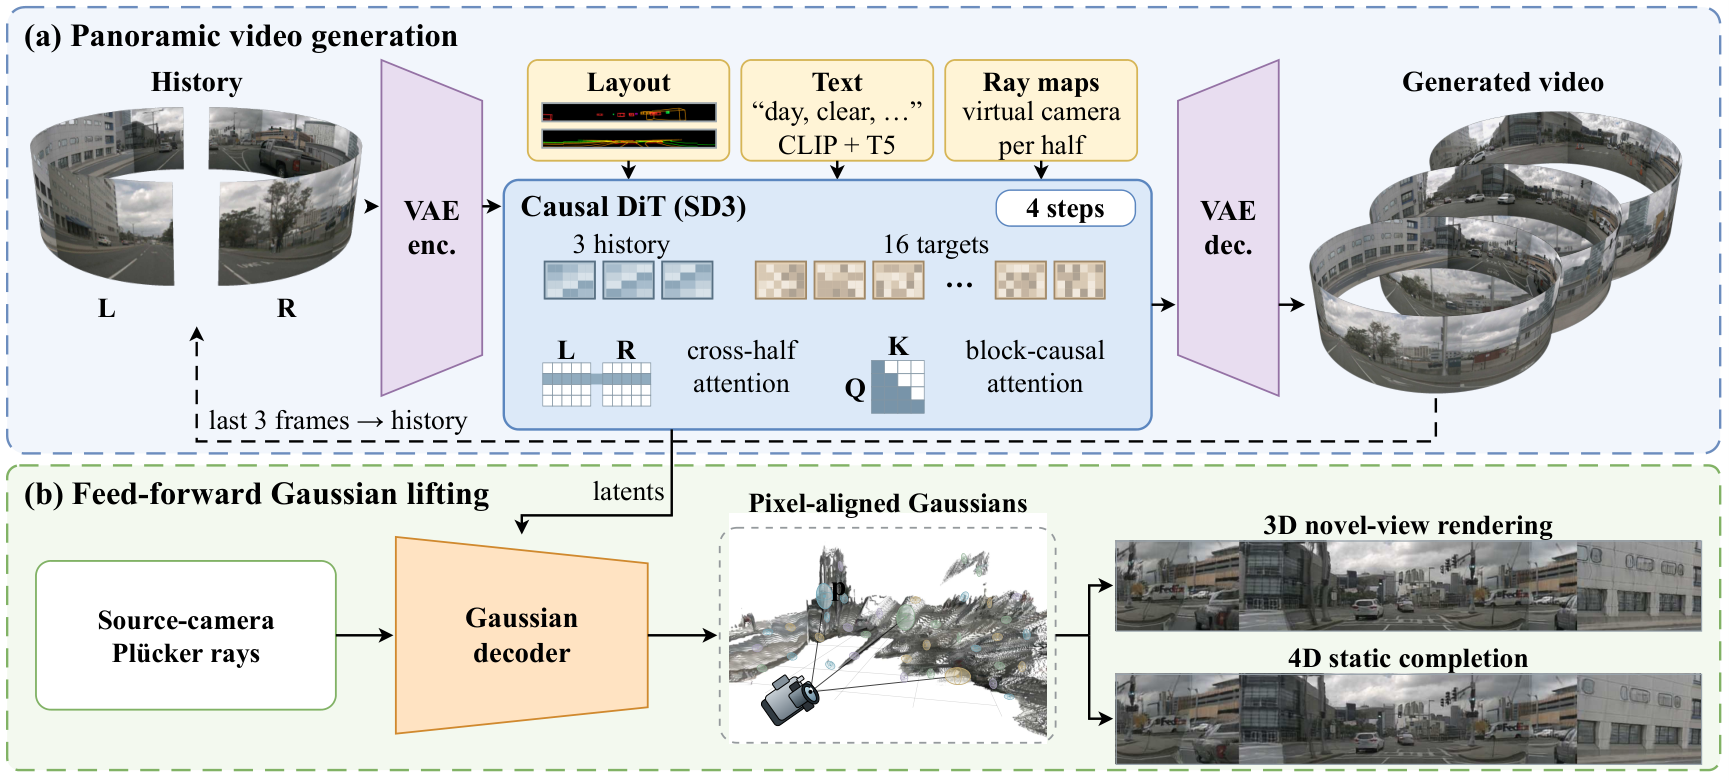 (a) Panoramic video generation
History
L
R
VAE
enc.
Layout
Text
“day, clear, …”
CLIP + T5
Ray maps
virtual camera
per half
Causal DiT (SD3)
4 steps
3 history
16 targets
...
L R
cross-half
attention
K
Q
block-causal
attention
VAE
dec.
Generated video
last 3 frames → history
(b) Feed-forward Gaussian lifting
latents
Source-camera
Plücker rays
Gaussian
decoder
Pixel-aligned Gaussians
p
3D novel-view rendering
FedEx
4D static completion
FedEx